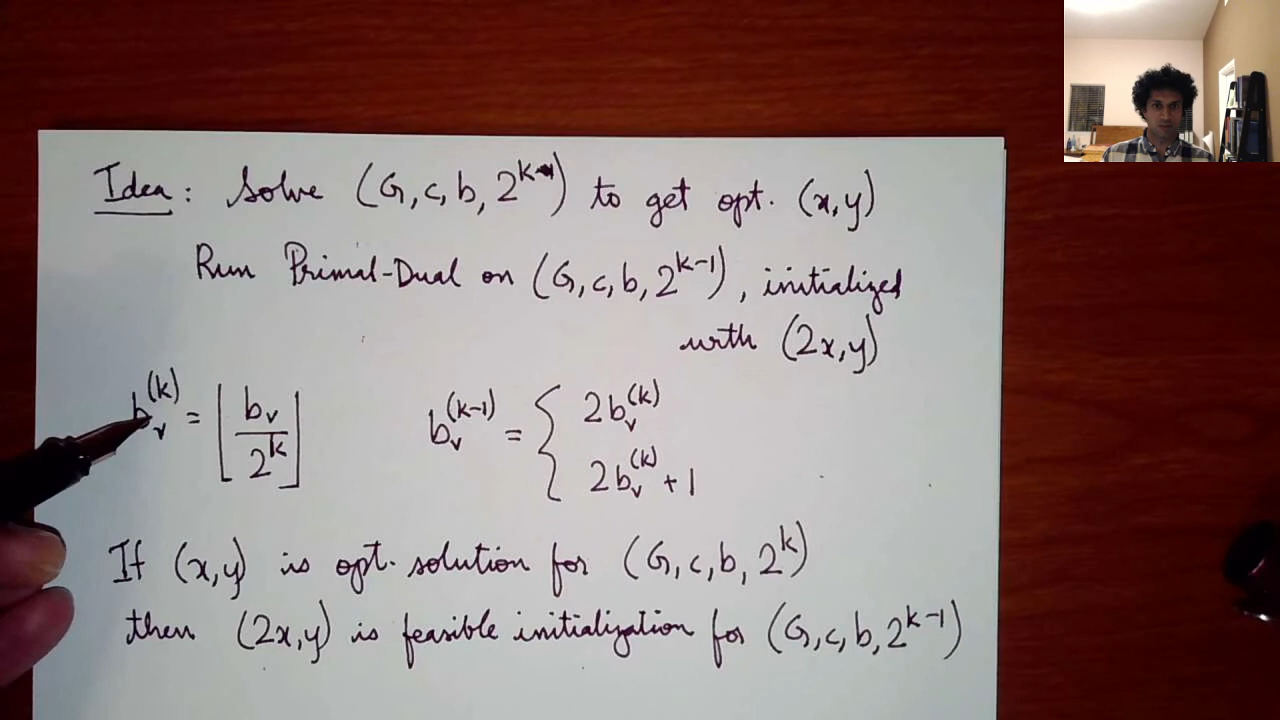 Idea: Solve (G, c, b, 2^k) to get opt. (x,y)
Run Primal-Dual on (G, c, b, 2^{k-1}), initialized
with (2x,y)
b_v^{(k)} = ⌊b_v / 2^k⌋ b_v^{(k-1)} = { 2b_v^{(k)}
2b_v^{(k)} + 1
If (x,y) is opt. solution for (G, c, b, 2^k)
then (2x,y) is feasible initialization for (G, c, b, 2^{k-1})